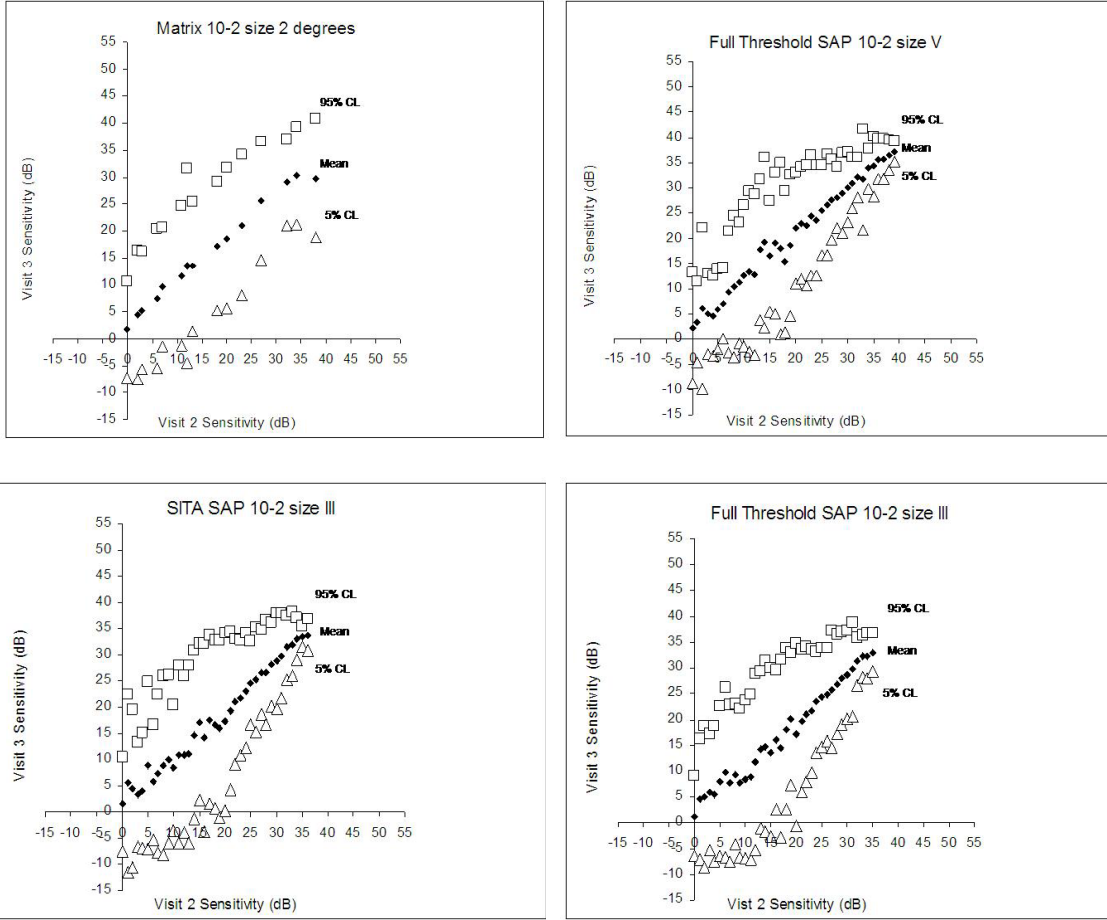 Matrix 10-2 size 2 degrees
55
50
45
40
35
30
25
20
15
10
5
0
-15 -10 -5 0 5 10 15 20 25 30 35 40 45 50 55
-5
-10
-15
95% CL
Mean
5% CL
Visit 3 Sensitivity (dB)
Visit 2 Sensitivity (dB)
Full Threshold SAP 10-2 size V
55
50
45
40
35
30
25
20
15
10
5
0
-15 -10 -5 0 5 10 15 20 25 30 35 40 45 50 55
-5
-10
-15
95% CL
Mean
5% CL
Visit 3 Sensitivity (dB)
Visit 2 Sensitivity (dB)
SITA SAP 10-2 size III
55
50
45
40
35
30
25
20
15
10
5
0
-15 -10 -5 0 5 10 15 20 25 30 35 40 45 50 55
-5
-10
-15
95% CL
Mean
5% CL
Visit 3 Sensitivity (dB)
Visit 2 Sensitivity (dB)
Full Threshold SAP 10-2 size III
55
50
45
40
35
30
25
20
15
10
5
0
-15 -10 -5 0 5 10 15 20 25 30 35 40 45 50 55
-5
-10
-15
95% CL
Mean
5% CL
Visit 3 Sensitivity (dB)
Vist 2 Sensitivity (dB)